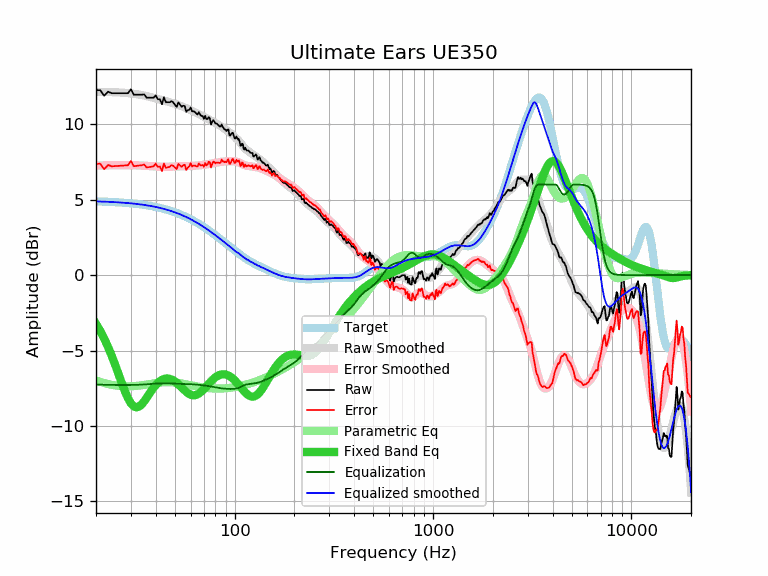 Ultimate Ears UE350
Amplitude (dBr)
10
5
0
−5
−10
−15
Target
Raw Smoothed
Error Smoothed
Raw
Error
Parametric Eq
Fixed Band Eq
Equalization
Equalized smoothed
100
1000
10000
Frequency (Hz)